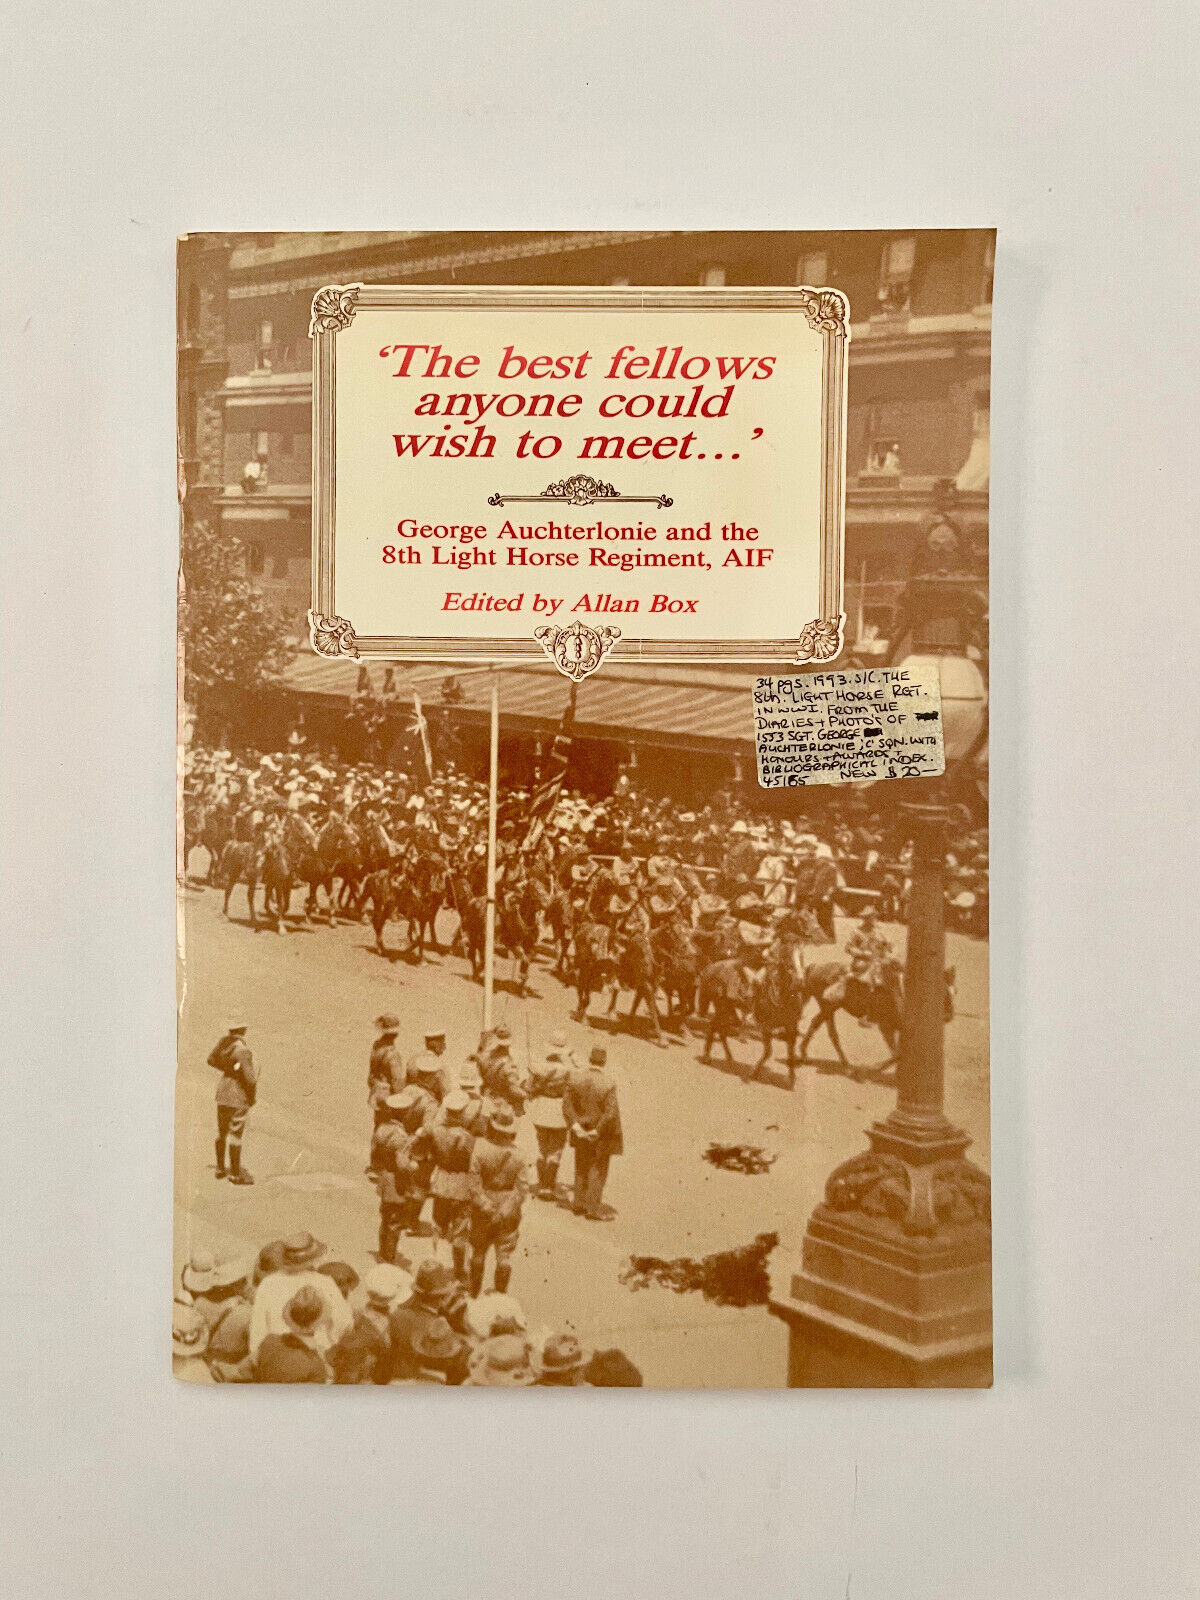 ‘The best fellows
anyone could
wish to meet...’
George Auchterlonie and the
8th Light Horse Regiment, AIF
Edited by Allan Box
34 pgs. 1993. S/C. THE
8th. LIGHT HORSE RGT.
IN WWI. FROM THE
DIARIES + PHOTO'S OF
1553 SGT. GEORGE
AUCHTERLONIE; 'C' SQN. WITH
HONOURS + AWARDS +
BIBLIOGRAPHICAL INDEX.
NEW $20—